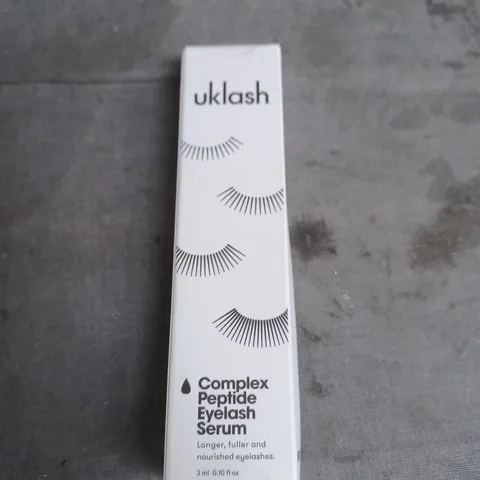 uklash
Complex
Peptide
Eyelash
Serum
Longer, fuller and
nourished eyelashes.
3 ml 0.10 fl oz